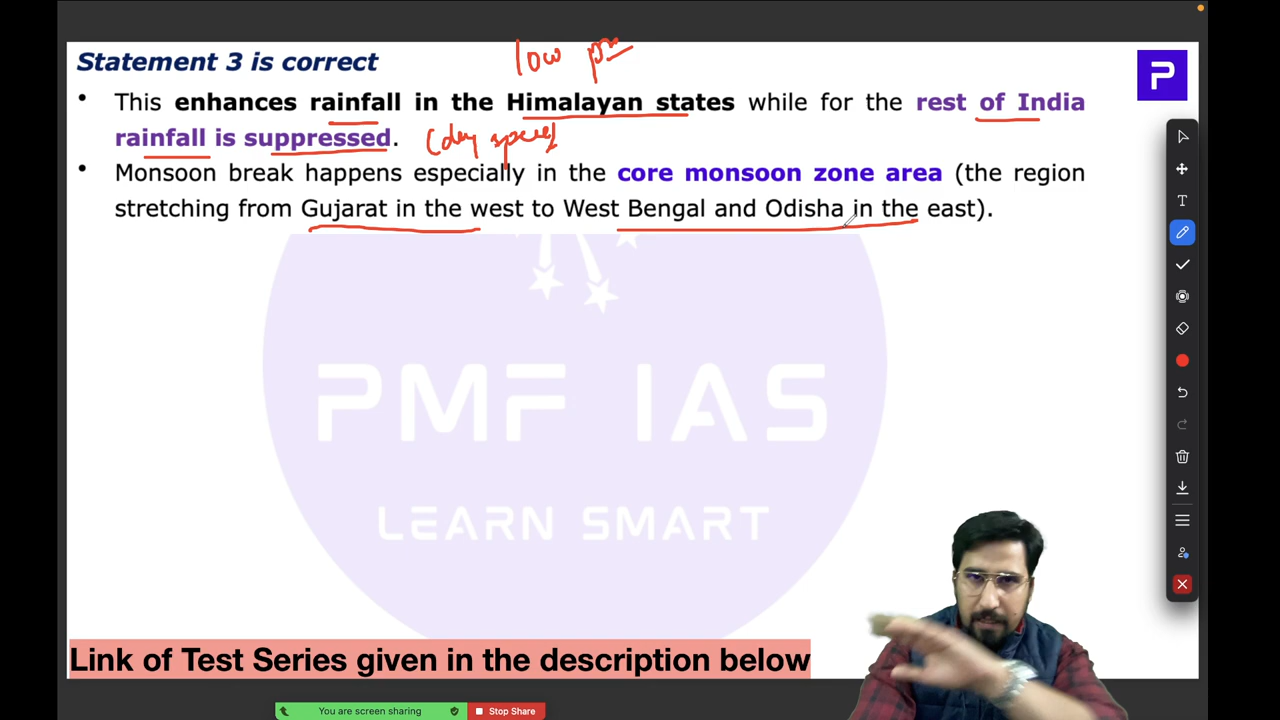 Statement 3 is correct
low pr
• This enhances rainfall in the Himalayan states while for the rest of India
rainfall is suppressed. (dry spell)
• Monsoon break happens especially in the core monsoon zone area (the region
stretching from Gujarat in the west to West Bengal and Odisha in the east).
PMF IAS
LEARN SMART
Link of Test Series given in the description below
You are screen sharing
Stop Share